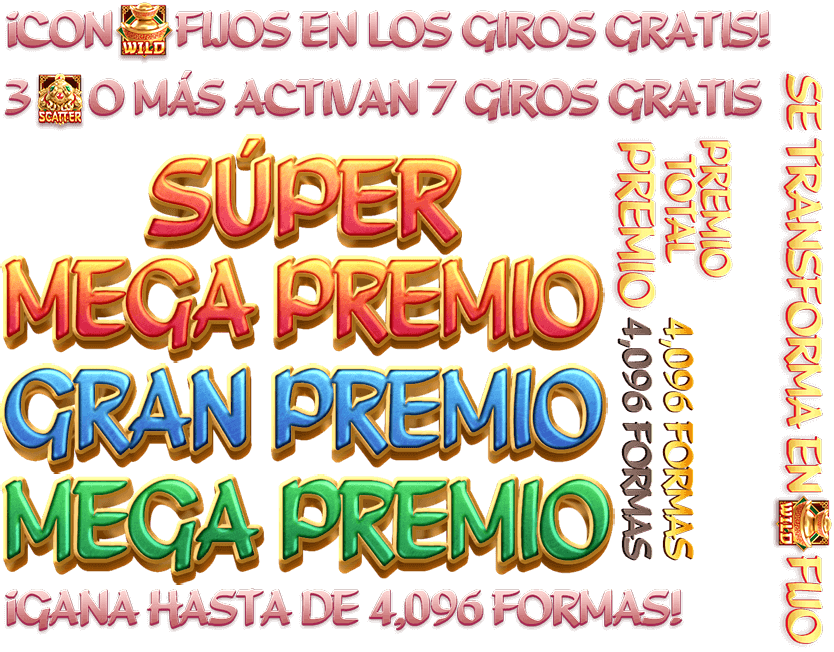 ¡CON WILD FIJOS EN LOS GIROS GRATIS!
3 SCATTER O MÁS ACTIVAN 7 GIROS GRATIS
SÚPER
MEGA PREMIO
GRAN PREMIO
MEGA PREMIO
¡GANA HASTA DE 4,096 FORMAS!
PREMIO
TOTAL
PREMIO
4,096 FORMAS
4,096 FORMAS
SE TRANSFORMA EN WILD FIJO